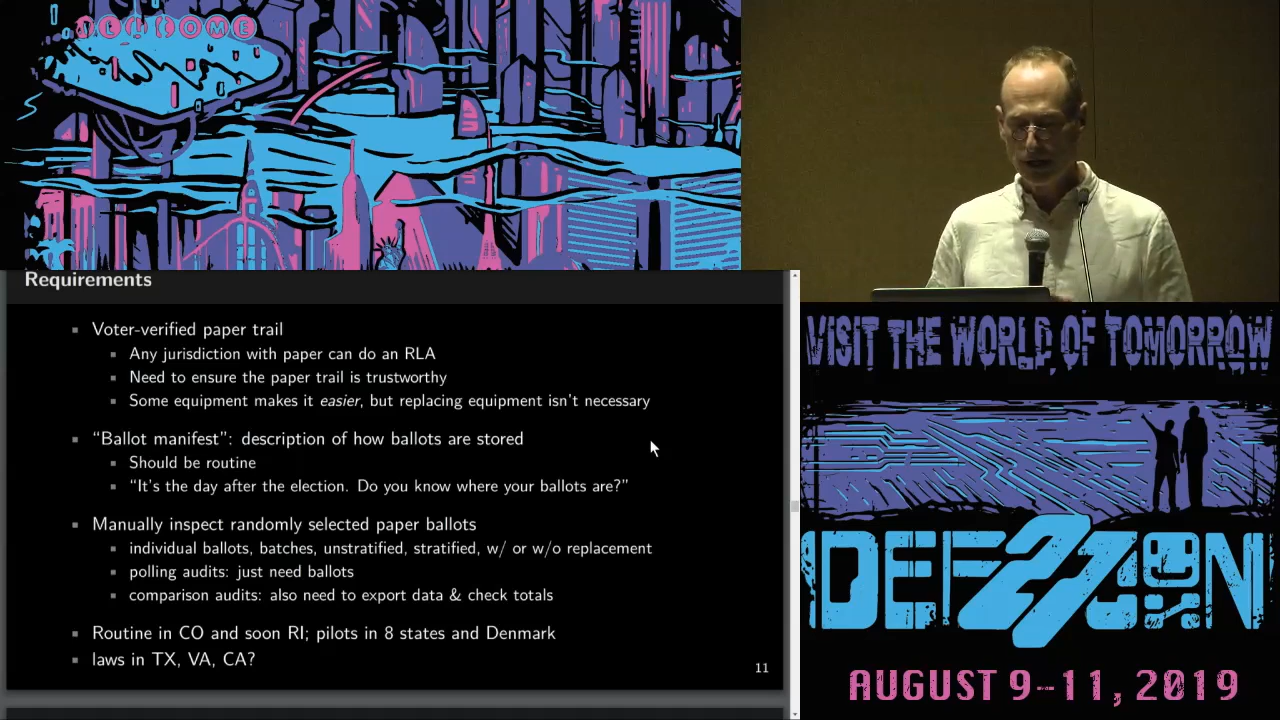 WELCOME
Requirements
Voter-verified paper trail
Any jurisdiction with paper can do an RLA
Need to ensure the paper trail is trustworthy
Some equipment makes it easier, but replacing equipment isn't necessary
“Ballot manifest”: description of how ballots are stored
Should be routine
“It's the day after the election. Do you know where your ballots are?”
Manually inspect randomly selected paper ballots
individual ballots, batches, unstratified, stratified, w/ or w/o replacement
polling audits: just need ballots
comparison audits: also need to export data & check totals
Routine in CO and soon RI; pilots in 8 states and Denmark
laws in TX, VA, CA?
11
VISIT THE WORLD OF TOMORROW
DEF 27 CON
AUGUST 9-11, 2019